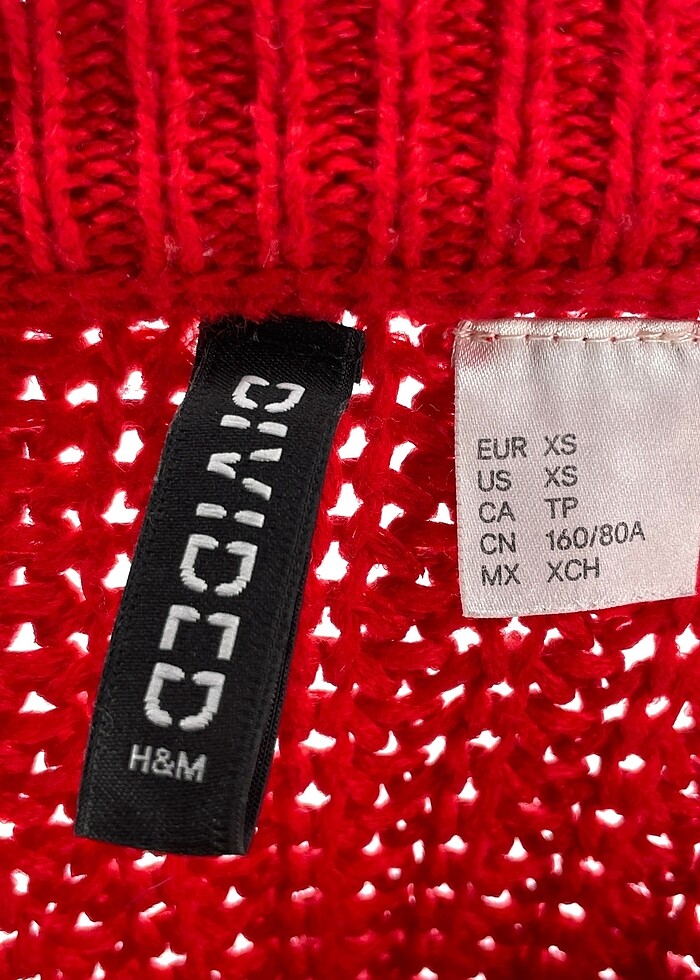 DIVIDED
H&M
EUR XS
US XS
CA TP
CN 160/80A
MX XCH